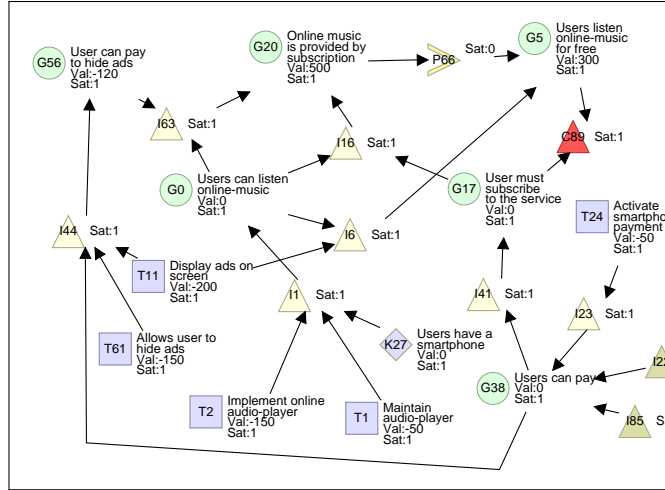 G56
User can pay
to hide ads
Val:-120
Sat:1
G20
Online music
is provided by
subscription
Val:500
Sat:1
P66
Sat:0
G5
Users listen
online-music
for free
Val:300
Sat:1
I63
Sat:1
I16
Sat:1
C89
Sat:1
G0
Users can listen
online-music
Val:0
Sat:1
G17
User must
subscribe
to the service
Val:0
Sat:1
T24
Activate
smartpho
payment
Val:-50
Sat:1
I44
Sat:1
I6
Sat:1
T11
Display ads on
screen
Val:-200
Sat:1
I1
Sat:1
I41
Sat:1
I23
Sat:1
T61
Allows user to
hide ads
Val:-150
Sat:1
K27
Users have a
smartphone
Val:0
Sat:1
G38
Users can pay
Val:0
Sat:1
I22
T2
Implement online
audio-player
Val:-150
Sat:1
T1
Maintain
audio-player
Val:-50
Sat:1
I85
S